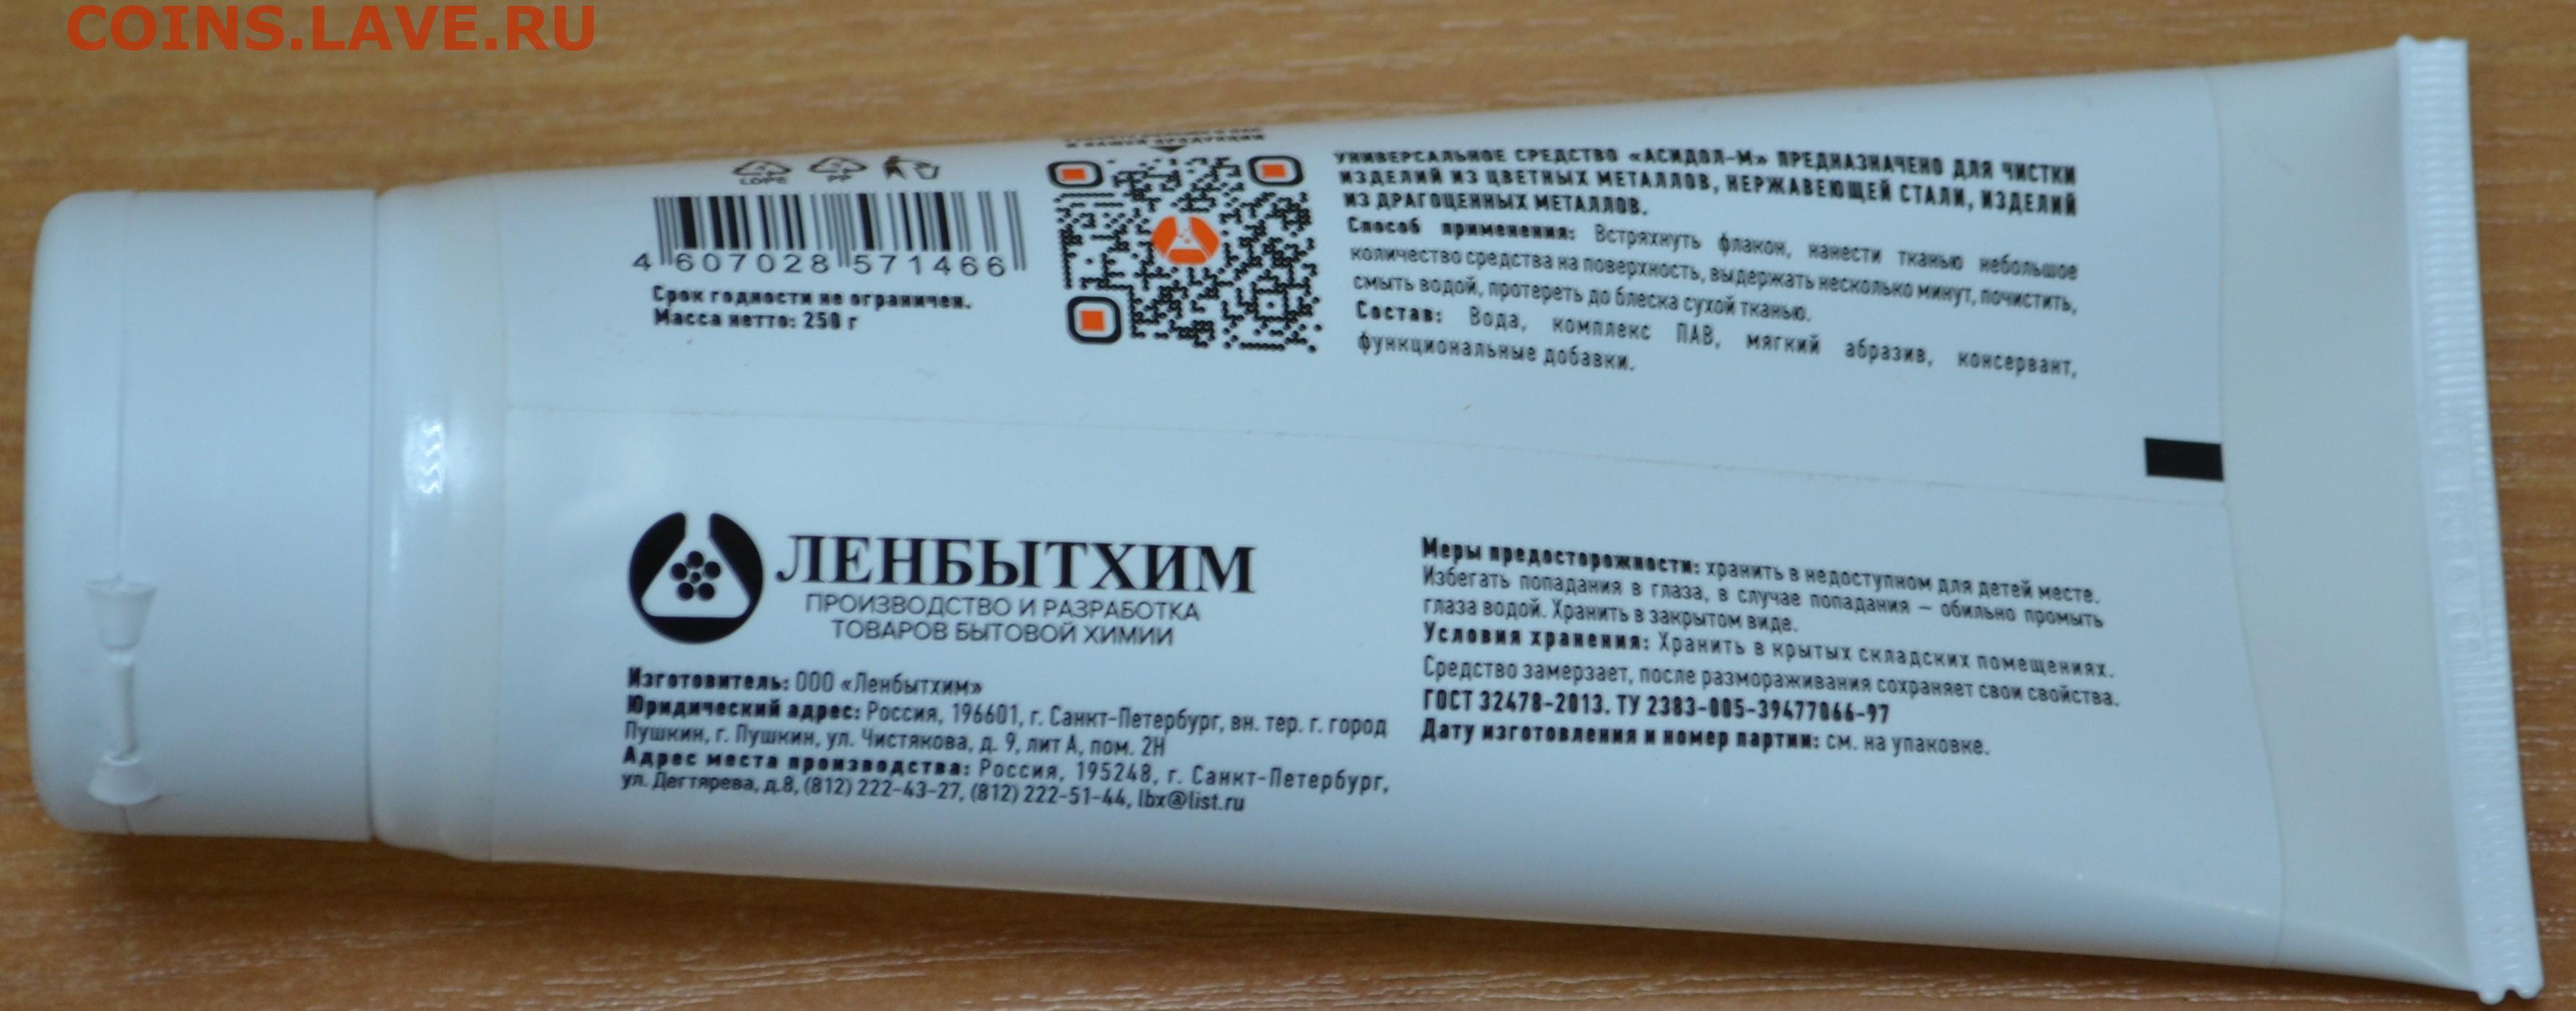 COINS.LAVE.RU
И НАШЕЙ ПРОДУКЦИИ
LDPE PP
4 607028 571466
Срок годности не ограничен.
Масса нетто: 250 г
УНИВЕРСАЛЬНОЕ СРЕДСТВО «АСИДОЛ-М» ПРЕДНАЗНАЧЕНО ДЛЯ ЧИСТКИ
ИЗДЕЛИЙ ИЗ ЦВЕТНЫХ МЕТАЛЛОВ, НЕРЖАВЕЮЩЕЙ СТАЛИ, ИЗДЕЛИЙ
ИЗ ДРАГОЦЕННЫХ МЕТАЛЛОВ.
Способ применения: Встряхнуть флакон, нанести тканью небольшое
количество средства на поверхность, выдержать несколько минут, почистить,
смыть водой, протереть до блеска сухой тканью.
Состав: Вода, комплекс ПАВ, мягкий абразив, консервант,
функциональные добавки.
ЛЕНБЫТХИМ
ПРОИЗВОДСТВО И РАЗРАБОТКА
ТОВАРОВ БЫТОВОЙ ХИМИИ
Изготовитель: ООО «Ленбытхим»
Юридический адрес: Россия, 196601, г. Санкт-Петербург, вн. тер. г. город
Пушкин, г. Пушкин, ул. Чистякова, д. 9, лит А, пом. 2Н
Адрес места производства: Россия, 195248, г. Санкт-Петербург,
ул. Дегтярева, д.8, (812) 222-43-27, (812) 222-51-44, lbx@list.ru
Меры предосторожности: хранить в недоступном для детей месте.
Избегать попадания в глаза, в случае попадания – обильно промыть
глаза водой. Хранить в закрытом виде.
Условия хранения: Хранить в крытых складских помещениях.
Средство замерзает, после размораживания сохраняет свои свойства.
ГОСТ 32478-2013. ТУ 2383-005-39477066-97
Дату изготовления и номер партии: см. на упаковке.